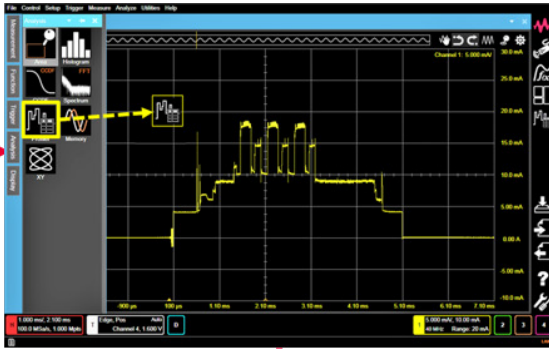 File Control Setup Trigger Measure Analyze Utilities Help
Analysis
Measurement
Function
Trigger
Analysis
Display
Area
Histogram
CCDF
FFT
CCDF
Spectrum
Memory
XY
Channel 1: 5.000 mA/
30.0 mA
25.0 mA
20.0 mA
15.0 mA
10.0 mA
5.00 mA
0.00 A
-5.00 mA
-10.0 mA
-900 µs
100 µs
1.10 ms
2.10 ms
3.10 ms
4.10 ms
5.10 ms
6.10 ms
7.10 ms
H
1.000 ms/, 2.100 ms
100.0 MSa/s, 1.000 Mpts
T
Edge, Pos Auto
Channel 4, 1.600 V
D
1
5.000 mA/, 10.00 mA
40 MHz Range: 20 mA
2
3
4